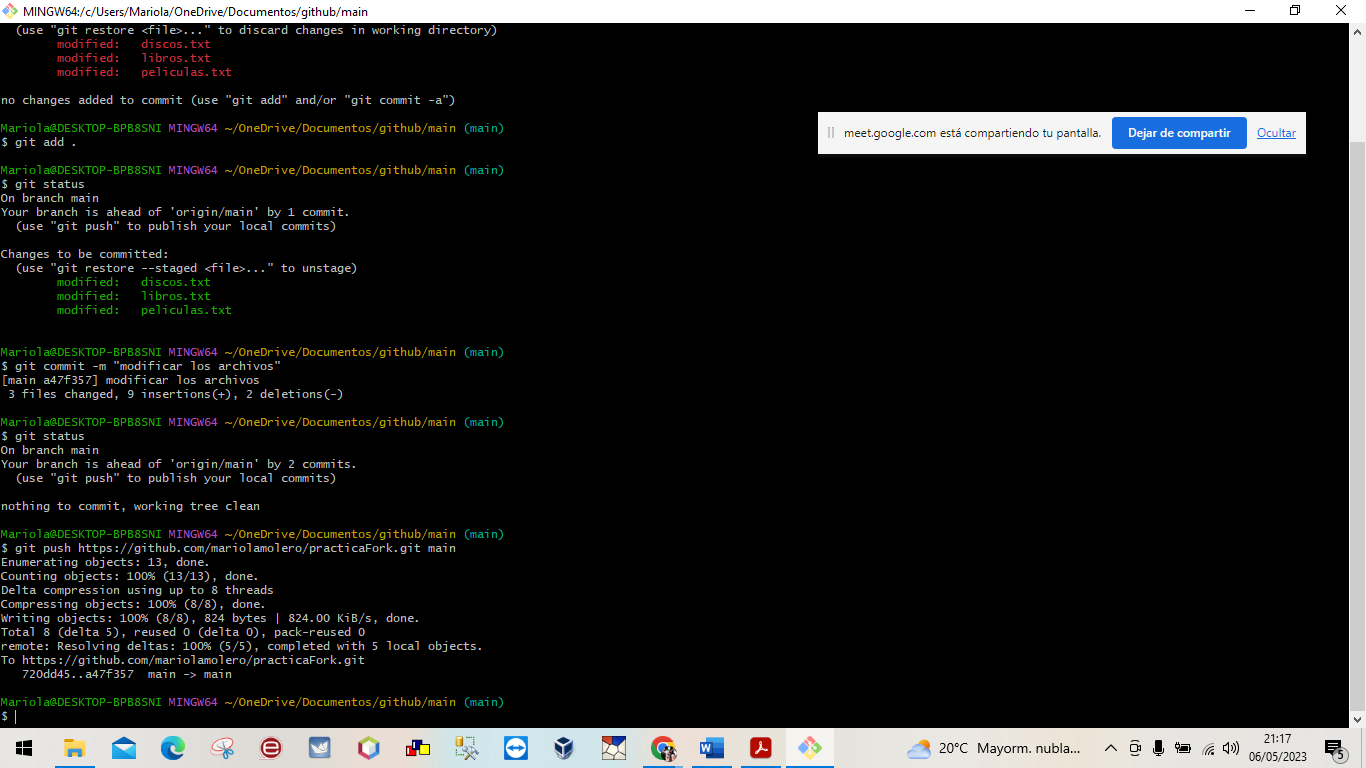 MINGW64:/c/Users/Mariola/OneDrive/Documentos/github/main
(use "git restore <file>..." to discard changes in working directory)
modified:   discos.txt
modified:   libros.txt
modified:   peliculas.txt
no changes added to commit (use "git add" and/or "git commit -a")
Mariola@DESKTOP-BPB8SNI MINGW64 ~/OneDrive/Documentos/github/main (main)
$ git add .
meet.google.com está compartiendo tu pantalla. Dejar de compartir Ocultar
Mariola@DESKTOP-BPB8SNI MINGW64 ~/OneDrive/Documentos/github/main (main)
$ git status
On branch main
Your branch is ahead of 'origin/main' by 1 commit.
(use "git push" to publish your local commits)
Changes to be committed:
(use "git restore --staged <file>..." to unstage)
modified:   discos.txt
modified:   libros.txt
modified:   peliculas.txt
Mariola@DESKTOP-BPB8SNI MINGW64 ~/OneDrive/Documentos/github/main (main)
$ git commit -m "modificar los archivos"
[main a47f357] modificar los archivos
3 files changed, 9 insertions(+), 2 deletions(-)
Mariola@DESKTOP-BPB8SNI MINGW64 ~/OneDrive/Documentos/github/main (main)
$ git status
On branch main
Your branch is ahead of 'origin/main' by 2 commits.
(use "git push" to publish your local commits)
nothing to commit, working tree clean
Mariola@DESKTOP-BPB8SNI MINGW64 ~/OneDrive/Documentos/github/main (main)
$ git push https://github.com/mariolamolero/practicaFork.git main
Enumerating objects: 13, done.
Counting objects: 100% (13/13), done.
Delta compression using up to 8 threads
Compressing objects: 100% (8/8), done.
Writing objects: 100% (8/8), 824 bytes | 824.00 KiB/s, done.
Total 8 (delta 5), reused 0 (delta 0), pack-reused 0
remote: Resolving deltas: 100% (5/5), completed with 5 local objects.
To https://github.com/mariolamolero/practicaFork.git
720dd45..a47f357  main -> main
Mariola@DESKTOP-BPB8SNI MINGW64 ~/OneDrive/Documentos/github/main (main)
$
20°C Mayorm. nubla...
21:17
06/05/2023
5